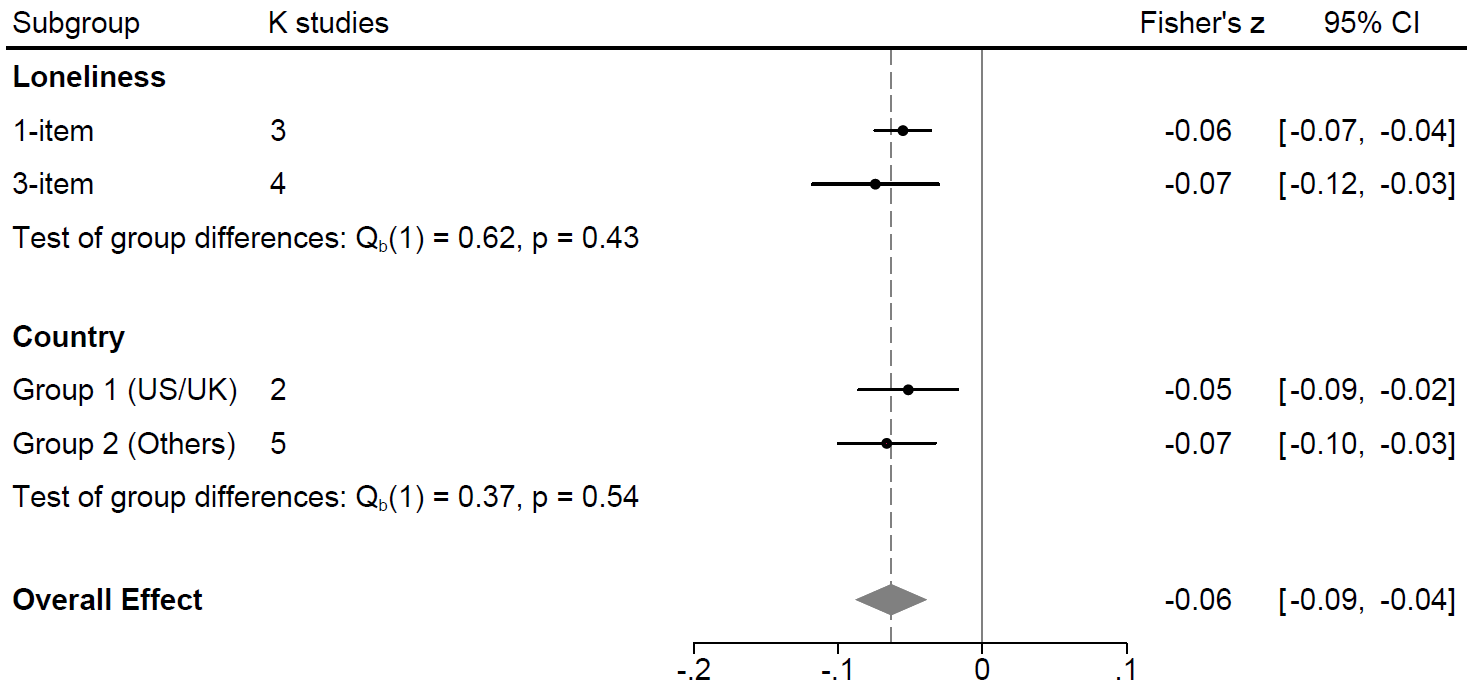 Subgroup K studies Fisher's z 95% CI
Loneliness
1-item 3 -0.06 [-0.07, -0.04]
3-item 4 -0.07 [-0.12, -0.03]
Test of group differences: Qb(1) = 0.62, p = 0.43
Country
Group 1 (US/UK) 2 -0.05 [-0.09, -0.02]
Group 2 (Others) 5 -0.07 [-0.10, -0.03]
Test of group differences: Qb(1) = 0.37, p = 0.54
Overall Effect -0.06 [-0.09, -0.04]
-.2 -.1 0 .1